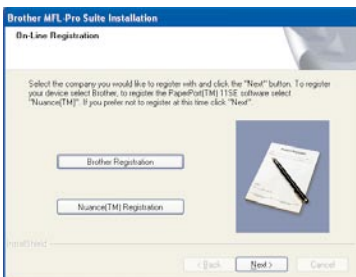 Brother MFL-Pro Suite Installation
On-Line Registration
Select the company you would like to register with and click the "Next" button. To register
your device select Brother, to register the PaperPort(TM) 11SE software select
"Nuance(TM)". If you prefer not to register at this time click "Next".
Brother Registration
Nuance(TM) Registration
InstallShield
< Back Next > Cancel